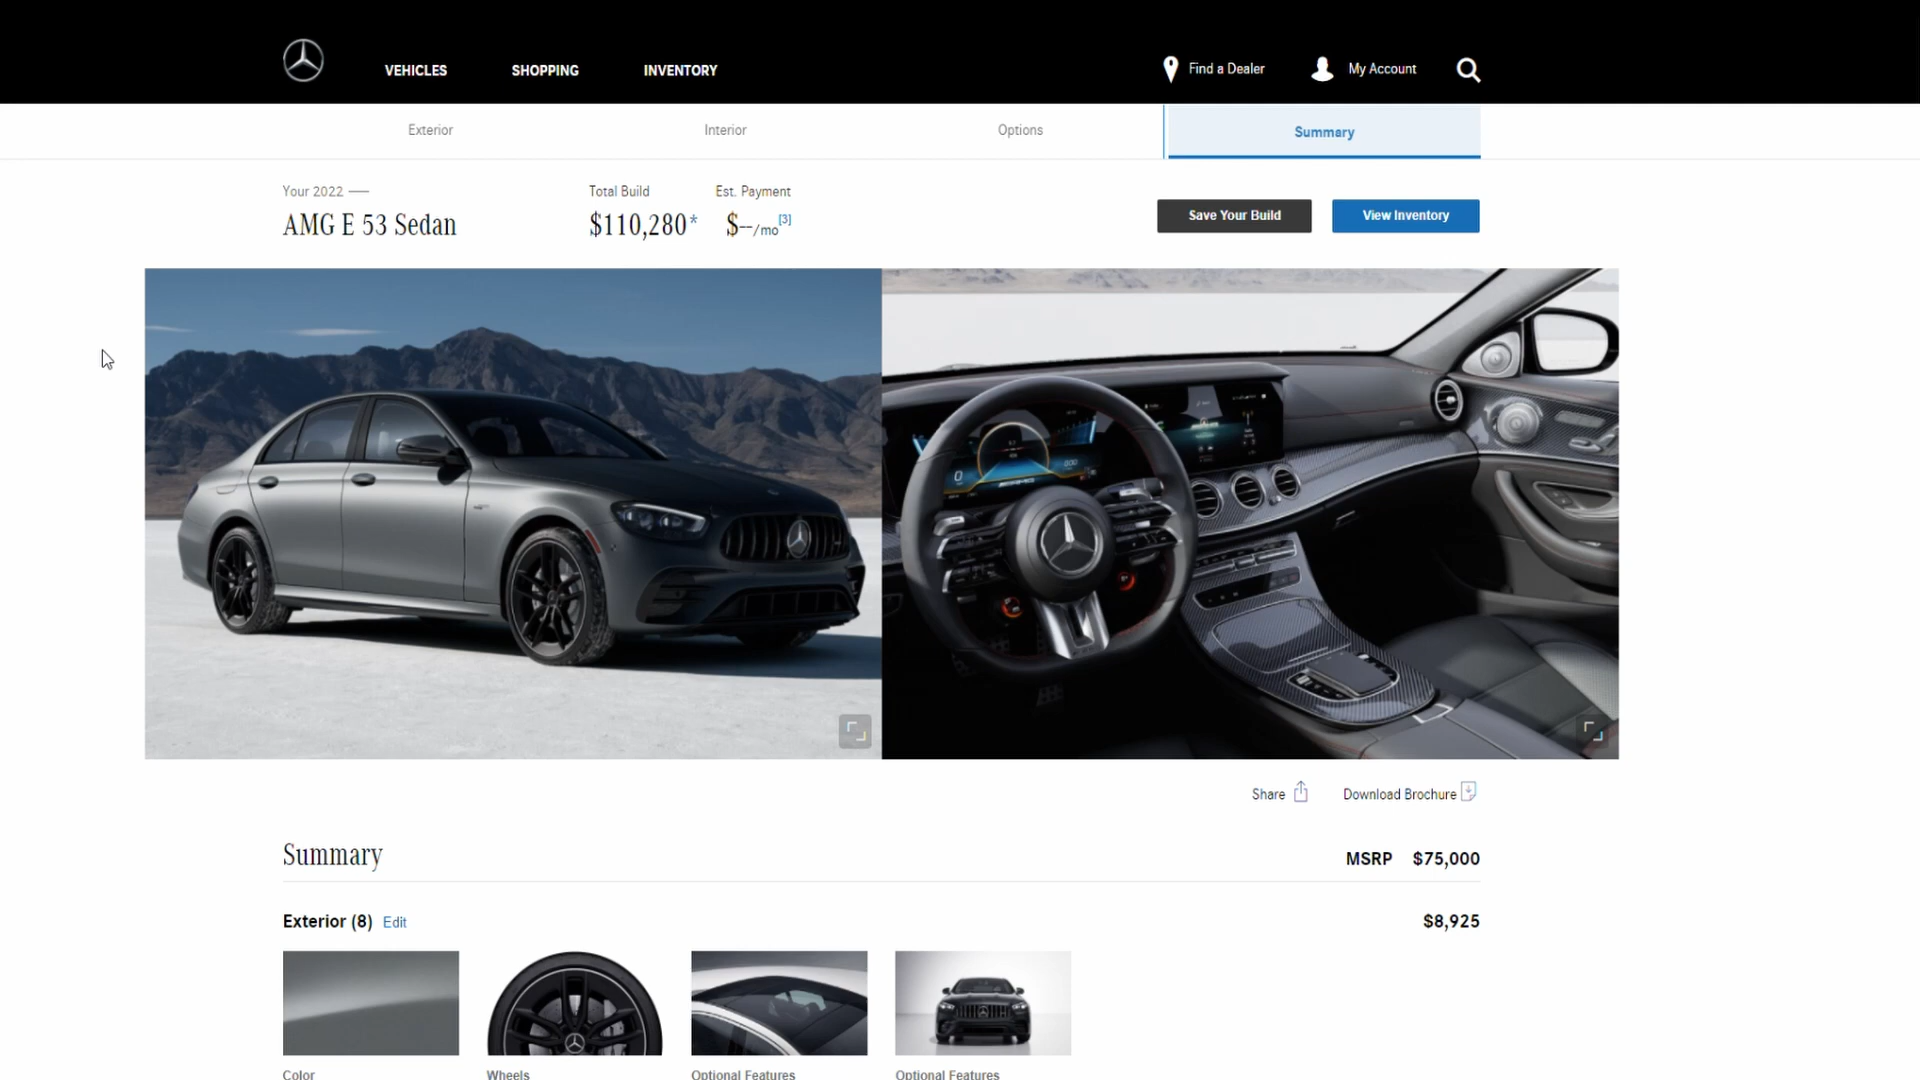 VEHICLES
SHOPPING
INVENTORY
Find a Dealer
My Account
Exterior
Interior
Options
Summary
Your 2022
AMG E 53 Sedan
Total Build
$110,280*
Est. Payment
$--/mo[3]
Save Your Build
View Inventory
Share
Download Brochure
Summary
MSRP $75,000
Exterior (8) Edit
$8,925
Color
Wheels
Optional Features
Optional Features